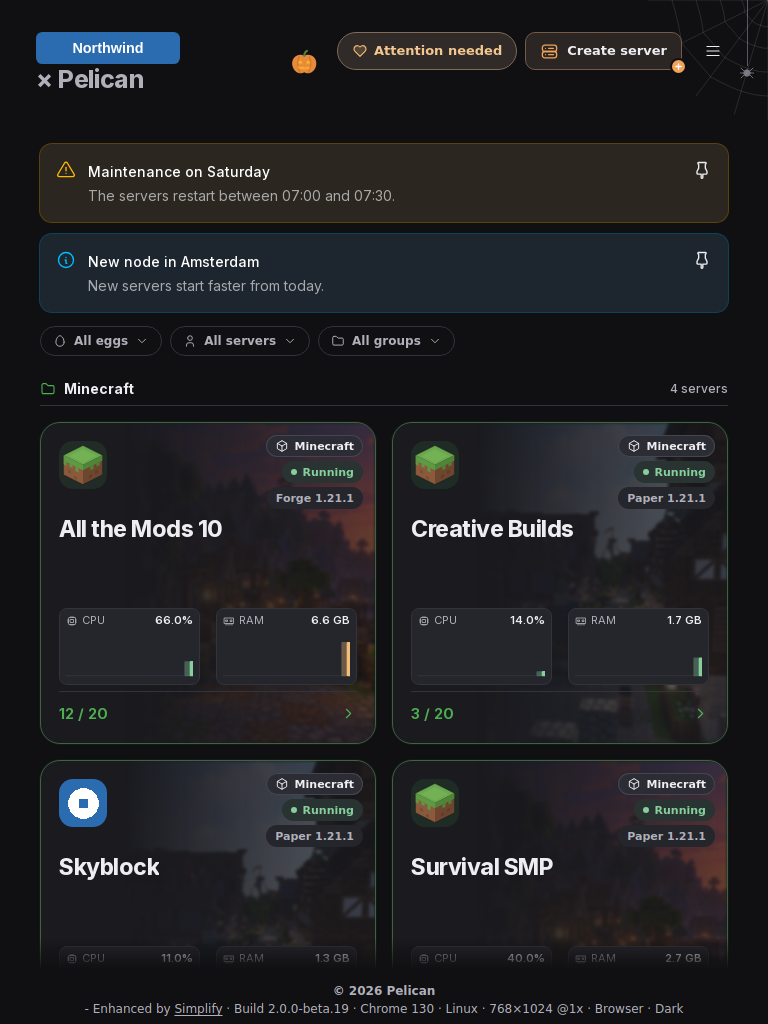 Northwind
× Pelican
Attention needed
Create server
Maintenance on Saturday
The servers restart between 07:00 and 07:30.
New node in Amsterdam
New servers start faster from today.
All eggs
All servers
All groups
Minecraft
4 servers
Minecraft
Running
Forge 1.21.1
All the Mods 10
CPU 66.0%
RAM 6.6 GB
12 / 20
Minecraft
Running
Paper 1.21.1
Creative Builds
CPU 14.0%
RAM 1.7 GB
3 / 20
Minecraft
Running
Paper 1.21.1
Skyblock
CPU 11.0%
RAM 1.3 GB
Minecraft
Running
Paper 1.21.1
Survival SMP
CPU 40.0%
RAM 2.7 GB
© 2026 Pelican
- Enhanced by Simplify · Build 2.0.0-beta.19 · Chrome 130 · Linux · 768×1024 @1x · Browser · Dark